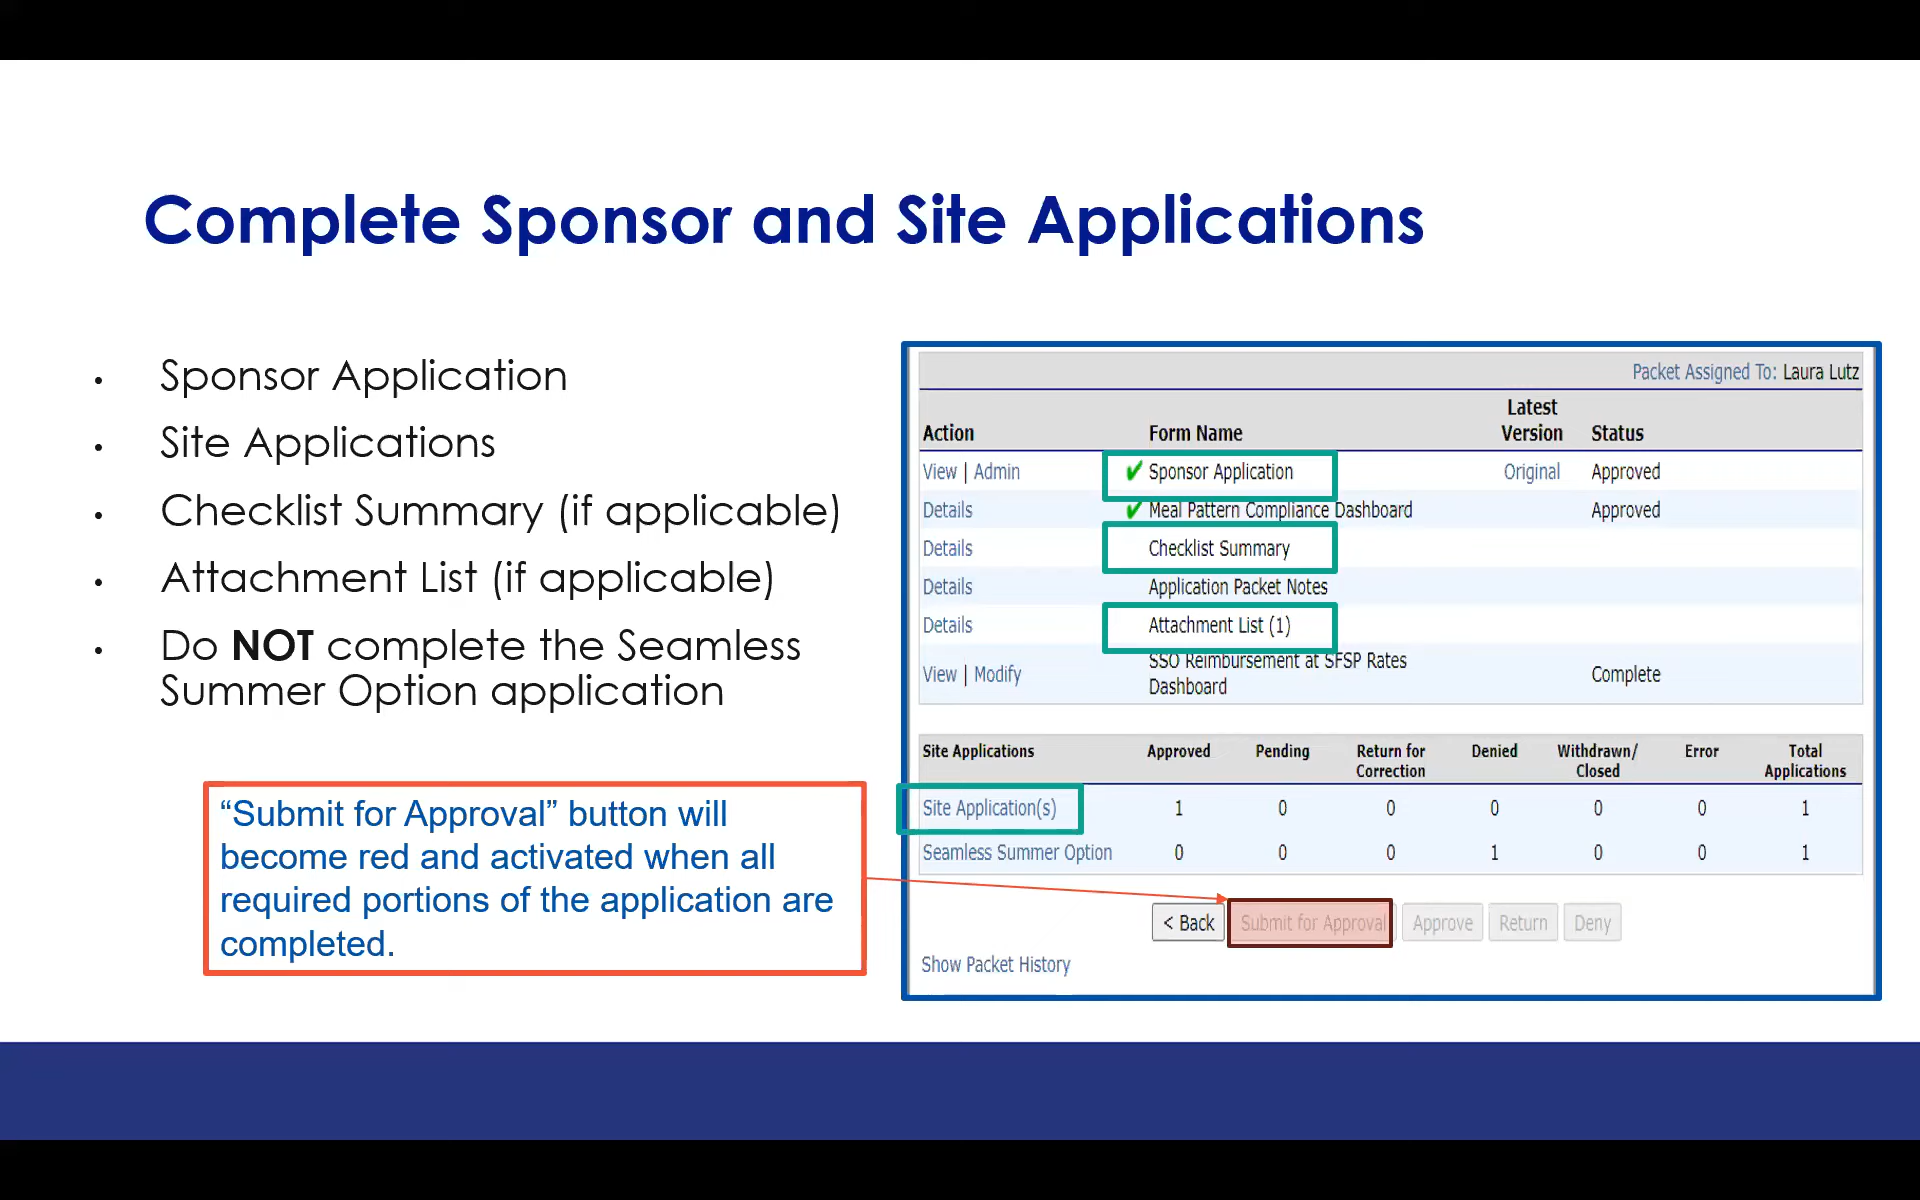 Complete Sponsor and Site Applications
• Sponsor Application
• Site Applications
• Checklist Summary (if applicable)
• Attachment List (if applicable)
• Do NOT complete the Seamless
Summer Option application
“Submit for Approval” button will
become red and activated when all
required portions of the application are
completed.
Packet Assigned To: Laura Lutz
Action Form Name Latest Version Status
View | Admin ✔ Sponsor Application Original Approved
Details ✔ Meal Pattern Compliance Dashboard Approved
Details Checklist Summary
Details Application Packet Notes
Details Attachment List (1)
View | Modify SSO Reimbursement at SFSP Rates Dashboard Complete
Site Applications Approved Pending Return for Correction Denied Withdrawn/ Closed Error Total Applications
Site Application(s) 1 0 0 0 0 0 1
Seamless Summer Option 0 0 0 1 0 0 1
< Back Submit for Approval Approve Return Deny
Show Packet History